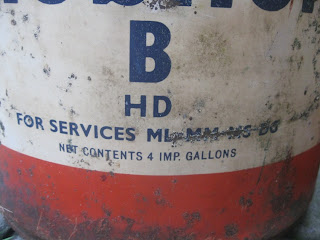 B
HD
FOR SERVICES ML-MM-MS-DG
NET CONTENTS 4 IMP. GALLONS